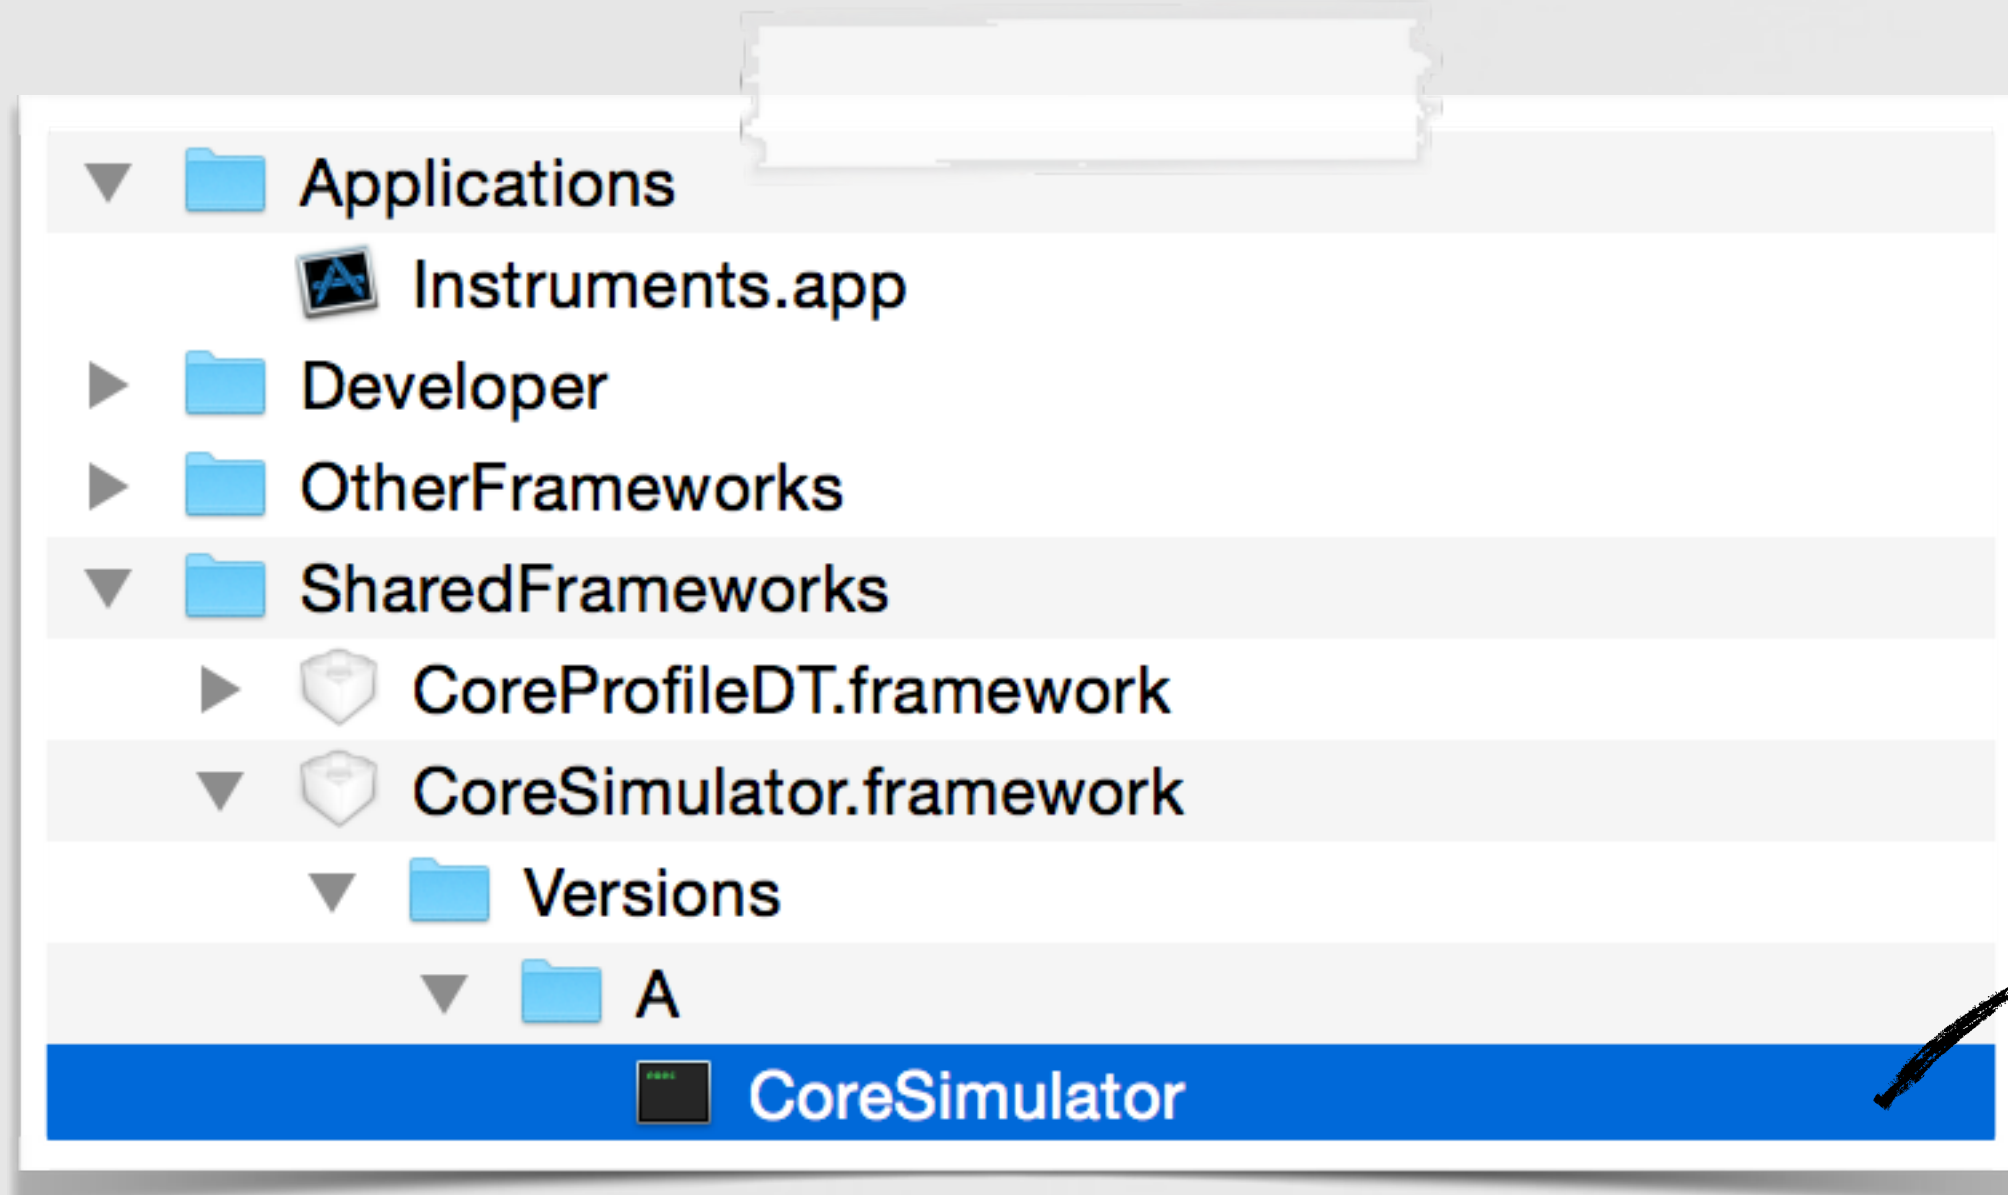 Applications
Instruments.app
Developer
OtherFrameworks
SharedFrameworks
CoreProfileDT.framework
CoreSimulator.framework
Versions
A
CoreSimulator